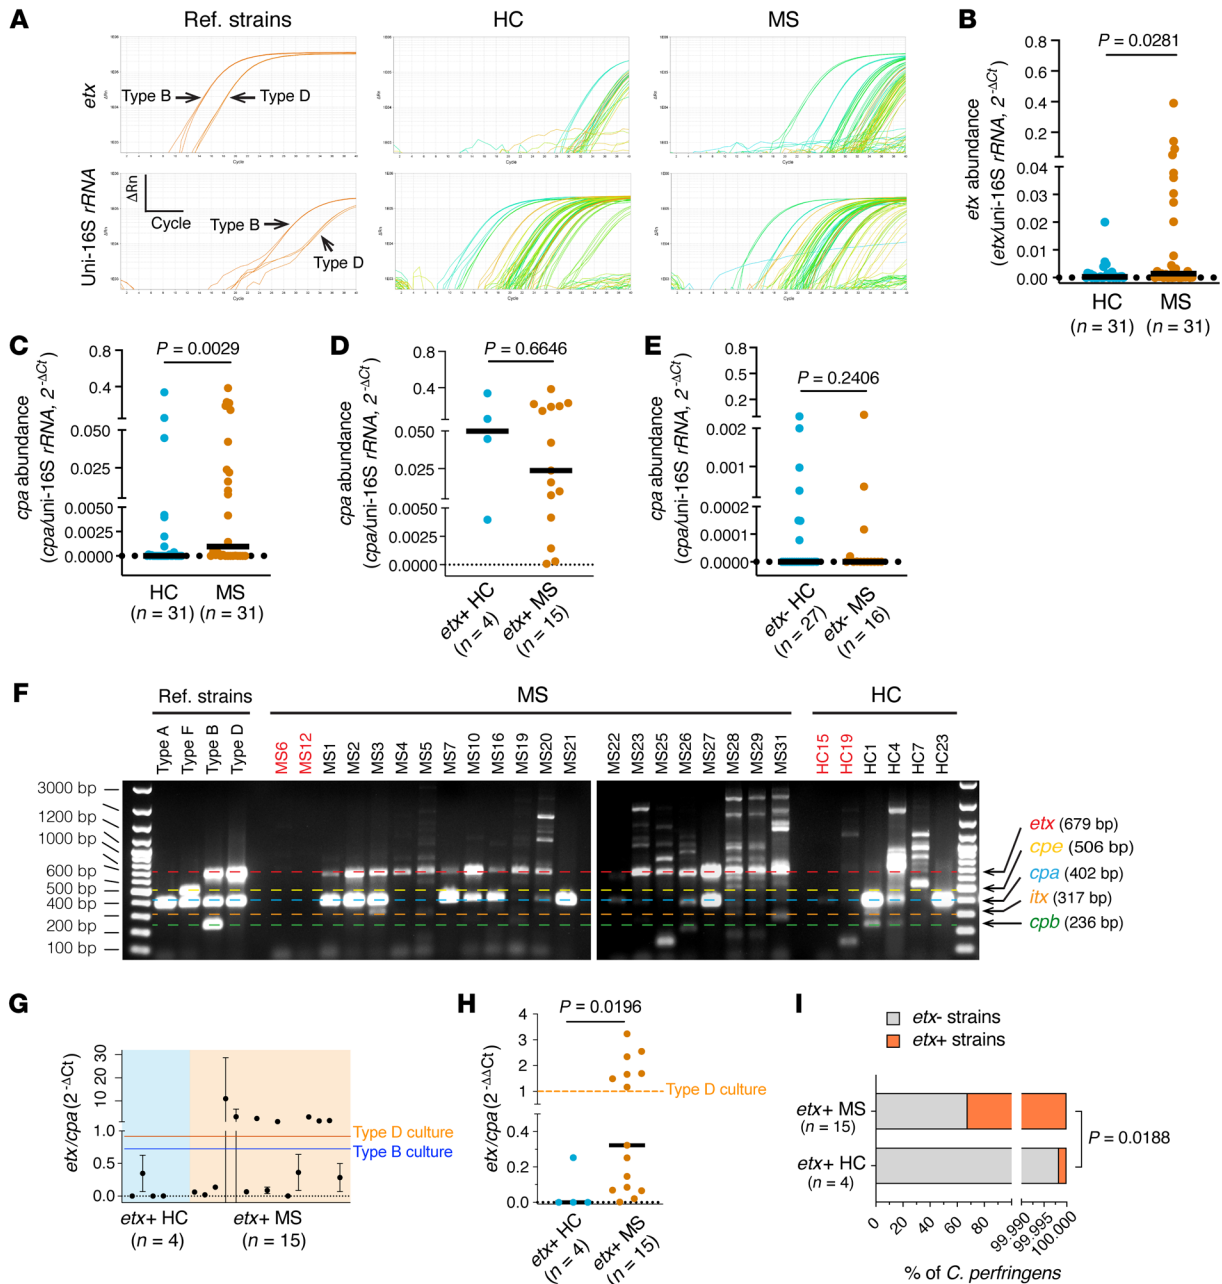 A
Ref. strains
HC
MS
etx
Type B
Type D
Uni-16S rRNA
ΔRn
Cycle
Type B
Type D
Cycle
Cycle
Cycle
Cycle
Cycle
Cycle
B
P = 0.0281
etx abundance
(etx/uni-16S rRNA, 2^-ΔCt)
0.8
0.6
0.4
0.2
0.04
0.03
0.02
0.01
0.00
HC
MS
(n = 31)
(n = 31)
C
P = 0.0029
cpa abundance
(cpa/uni-16S rRNA, 2^-ΔCt)
0.8
0.4
0.050
0.025
0.0050
0.0025
0.0000
HC
MS
(n = 31)
(n = 31)
D
P = 0.6646
cpa abundance
(cpa/uni-16S rRNA, 2^-ΔCt)
0.8
0.4
0.050
0.025
0.0050
0.0025
0.0000
etx+ HC
(n = 4)
etx+ MS
(n = 15)
E
P = 0.2406
cpa abundance
(cpa/uni-16S rRNA, 2^-ΔCt)
0.8
0.5
0.2
0.002
0.001
0.0002
0.0001
0.0000
etx- HC
(n = 27)
etx- MS
(n = 16)
F
Ref. strains
MS
HC
Type A
Type F
Type B
Type D
MS6
MS12
MS1
MS2
MS3
MS4
MS5
MS7
MS10
MS16
MS19
MS20
MS21
MS22
MS23
MS25
MS26
MS27
MS28
MS29
MS31
HC15
HC19
HC1
HC4
HC7
HC23
3000 bp
1200 bp
1000 bp
600 bp
500 bp
400 bp
200 bp
100 bp
etx (679 bp)
cpe (506 bp)
cpa (402 bp)
itx (317 bp)
cpb (236 bp)
G
etx/cpa (2^-ΔCt)
30
20
10
1.0
0.5
0.0
Type D culture
Type B culture
etx+ HC
(n = 4)
etx+ MS
(n = 15)
H
P = 0.0196
etx/cpa (2^-ΔΔCt)
4
3
2
1
0.4
0.2
0.0
Type D culture
etx+ HC
(n = 4)
etx+ MS
(n = 15)
I
etx- strains
etx+ strains
etx+ MS
(n = 15)
etx+ HC
(n = 4)
P = 0.0188
0
20
40
60
80
99.990
99.995
100.000
% of C. perfringens